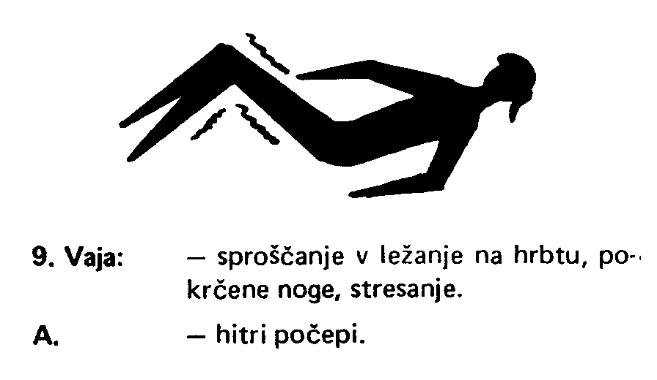 9. Vaja: — sproščanje v ležanje na hrbtu, po-
krčene noge, stresanje.
A. — hitri počepi.